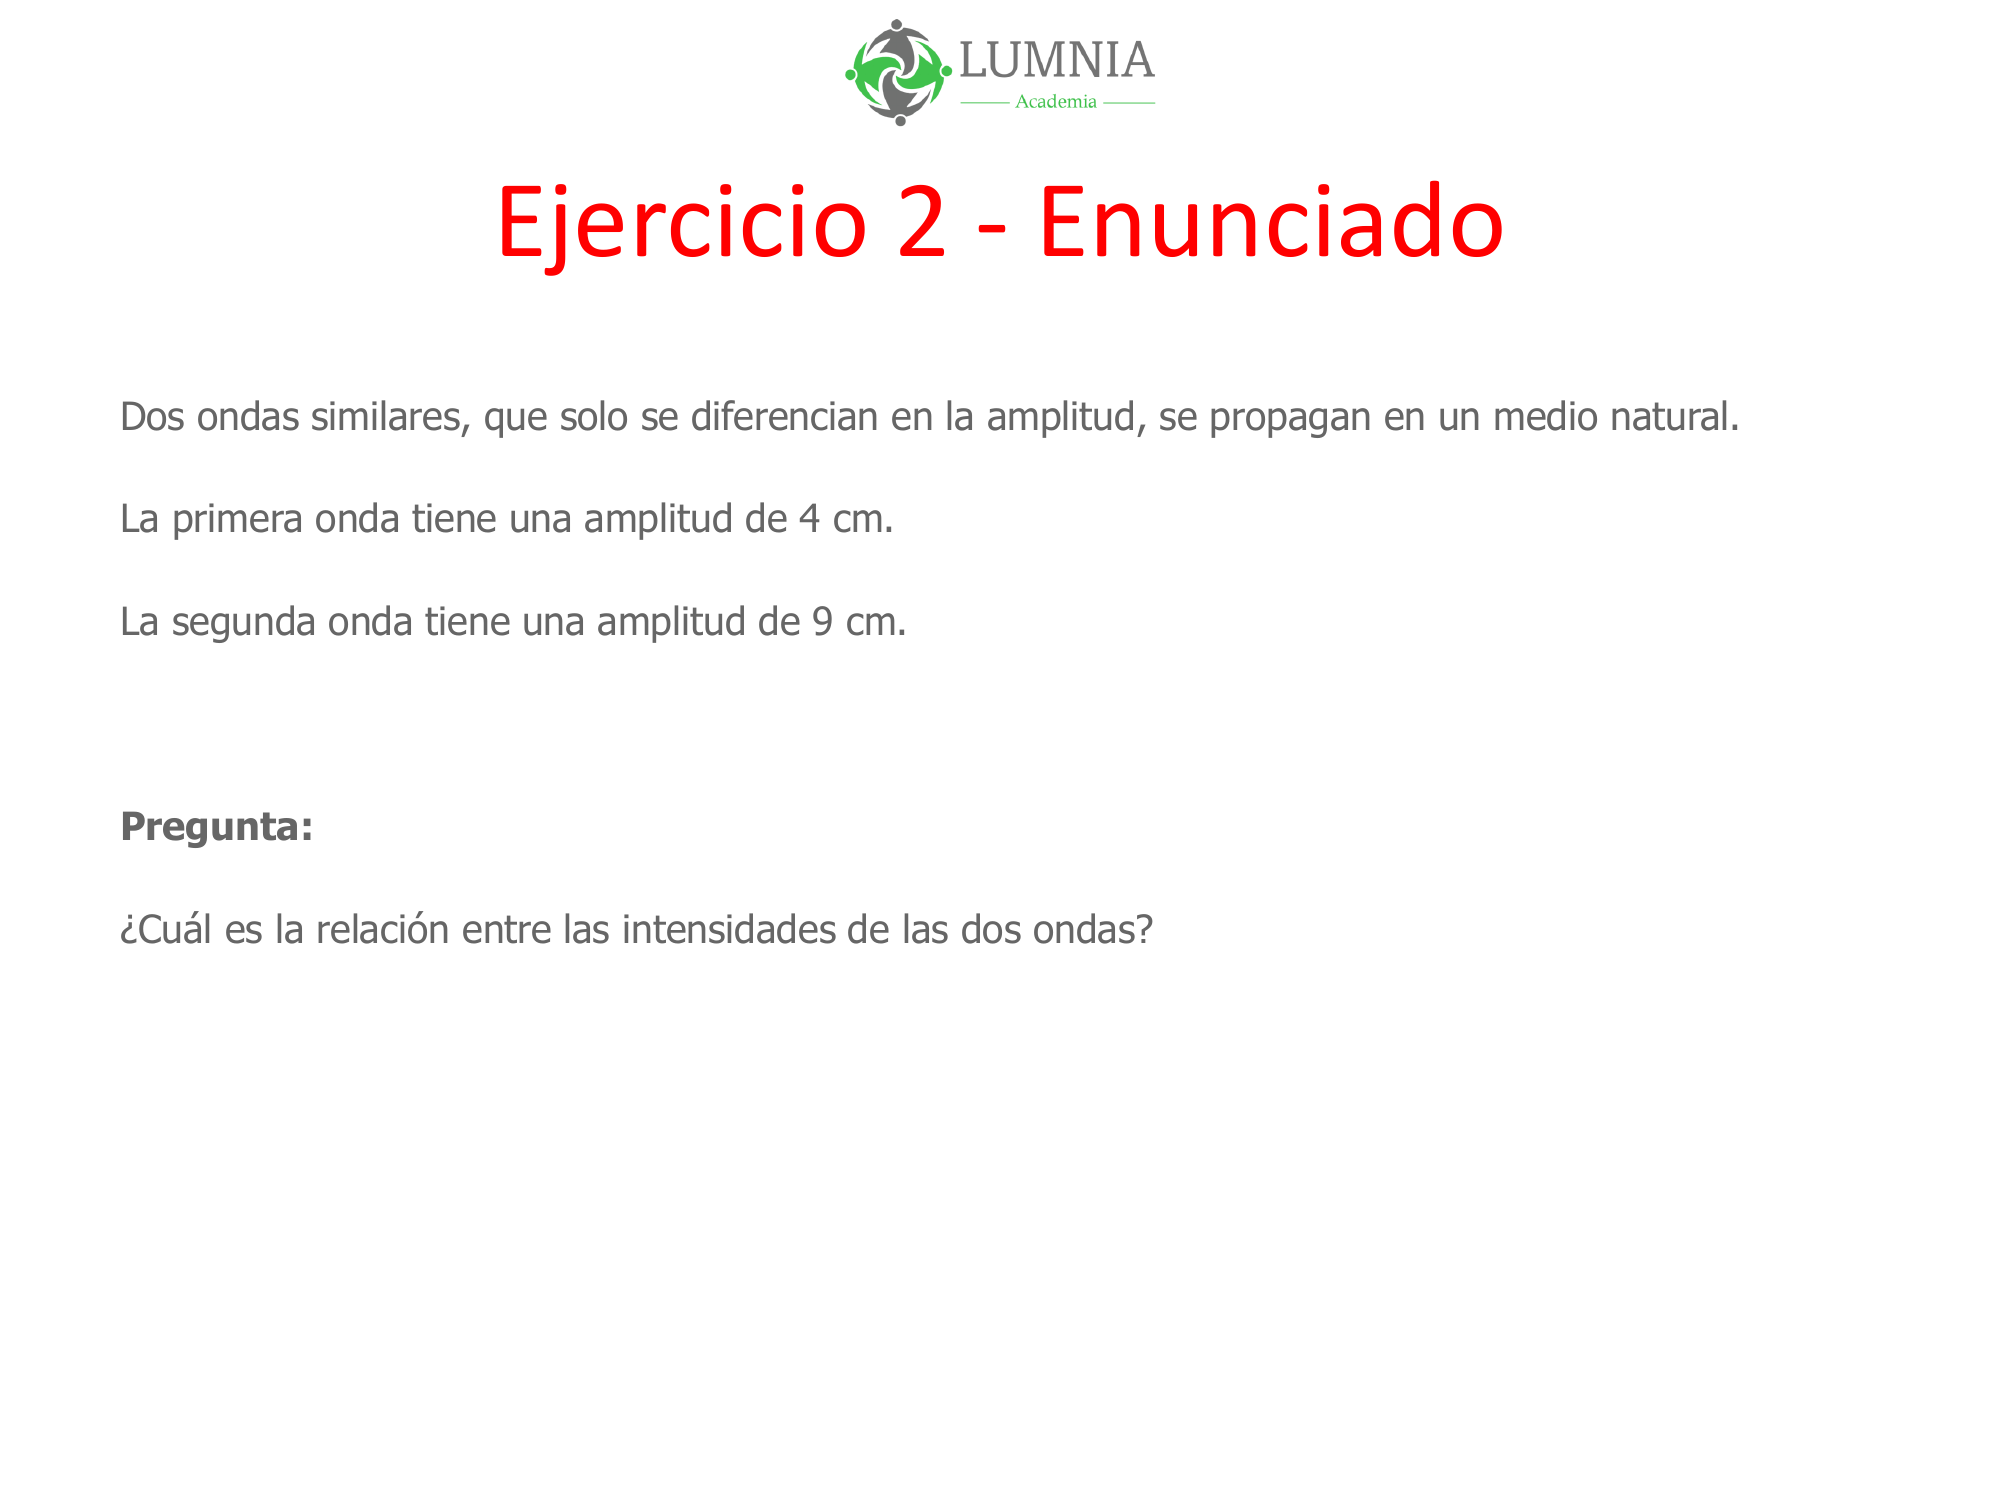 LUMNIA
Academia
Ejercicio 2 - Enunciado
Dos ondas similares, que solo se diferencian en la amplitud, se propagan en un medio natural.
La primera onda tiene una amplitud de 4 cm.
La segunda onda tiene una amplitud de 9 cm.
Pregunta:
¿Cuál es la relación entre las intensidades de las dos ondas?